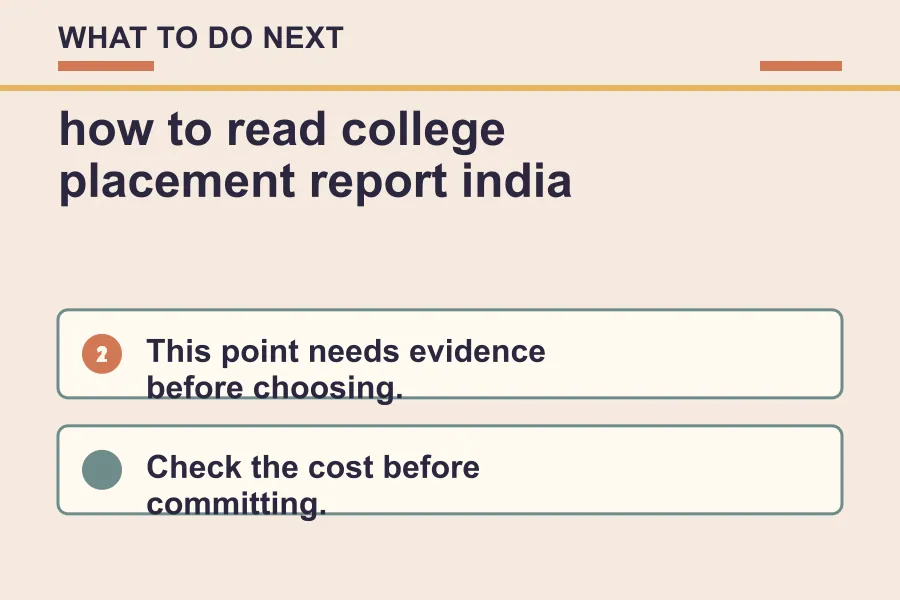 WHAT TO DO NEXT
how to read college
placement report india
2
This point needs evidence
before choosing.
Check the cost before
committing.